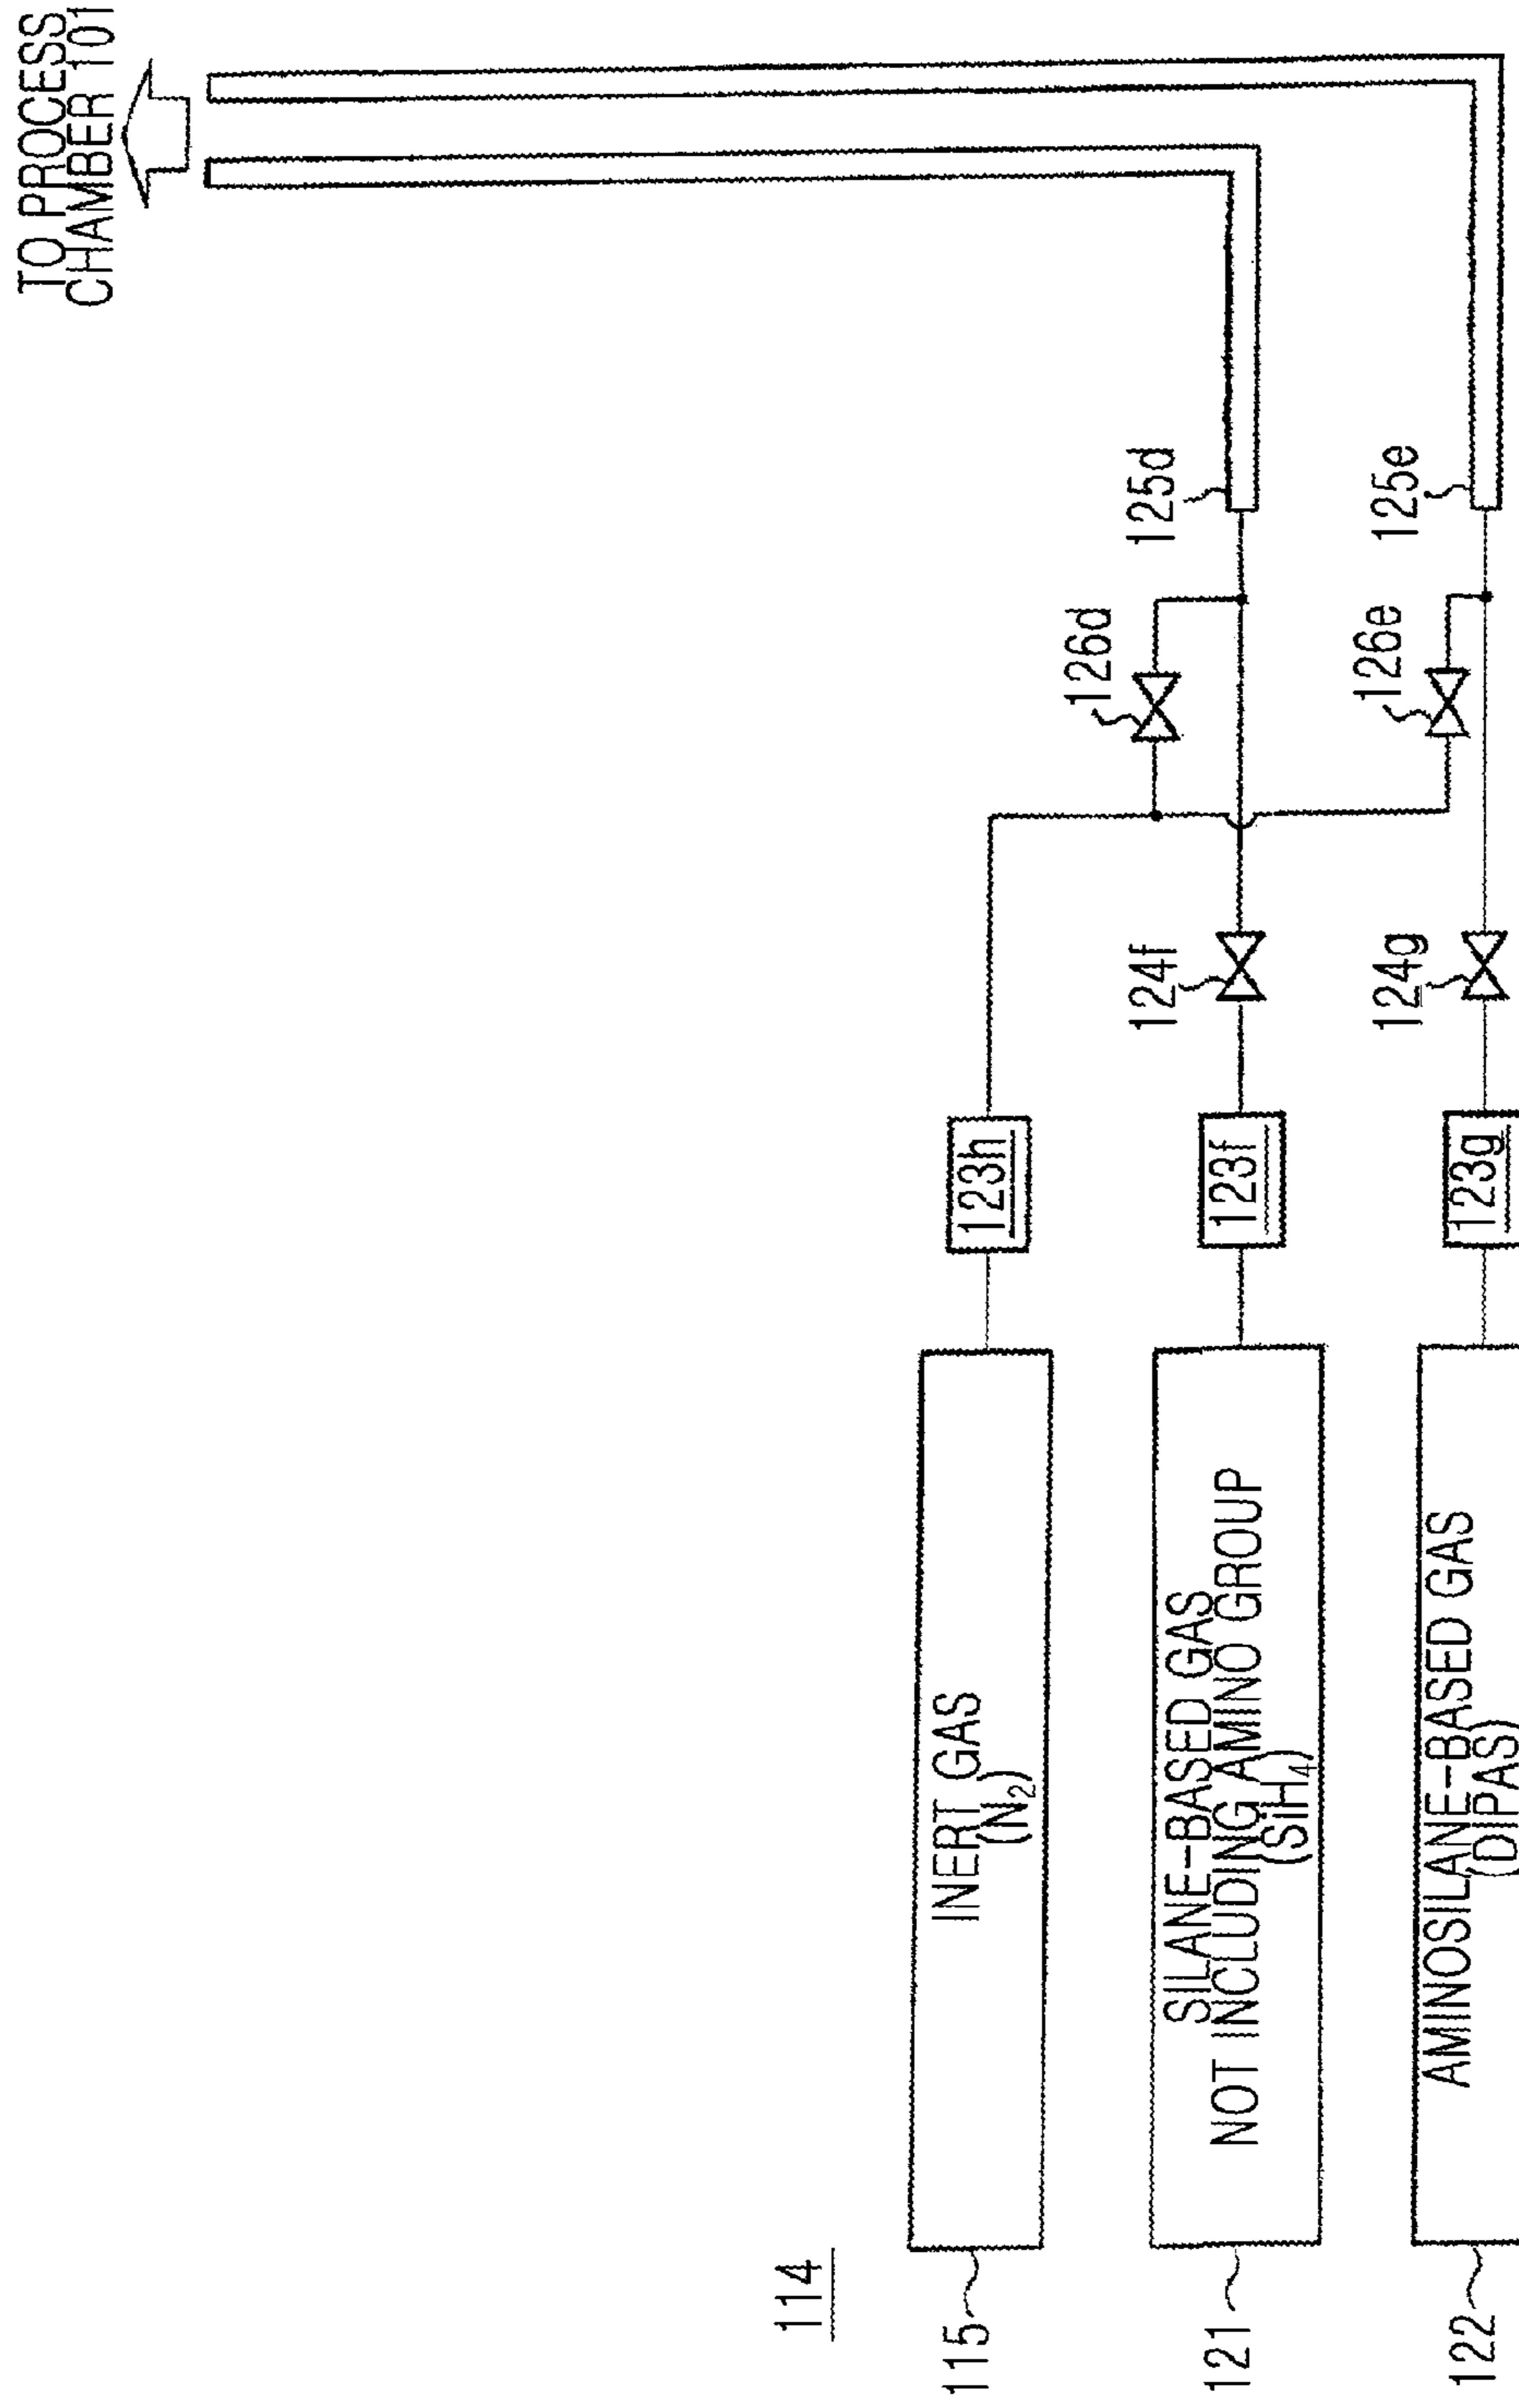 114
115
INERT GAS
(N₂)
123h
121
SILANE-BASED GAS
NOT INCLUDING AMINO GROUP
(SiH₄)
123f
124f
126d
125d
122
AMINOSILANE-BASED GAS
(DIPAS)
123g
124g
126e
125e
TO PROCESS
CHAMBER 101